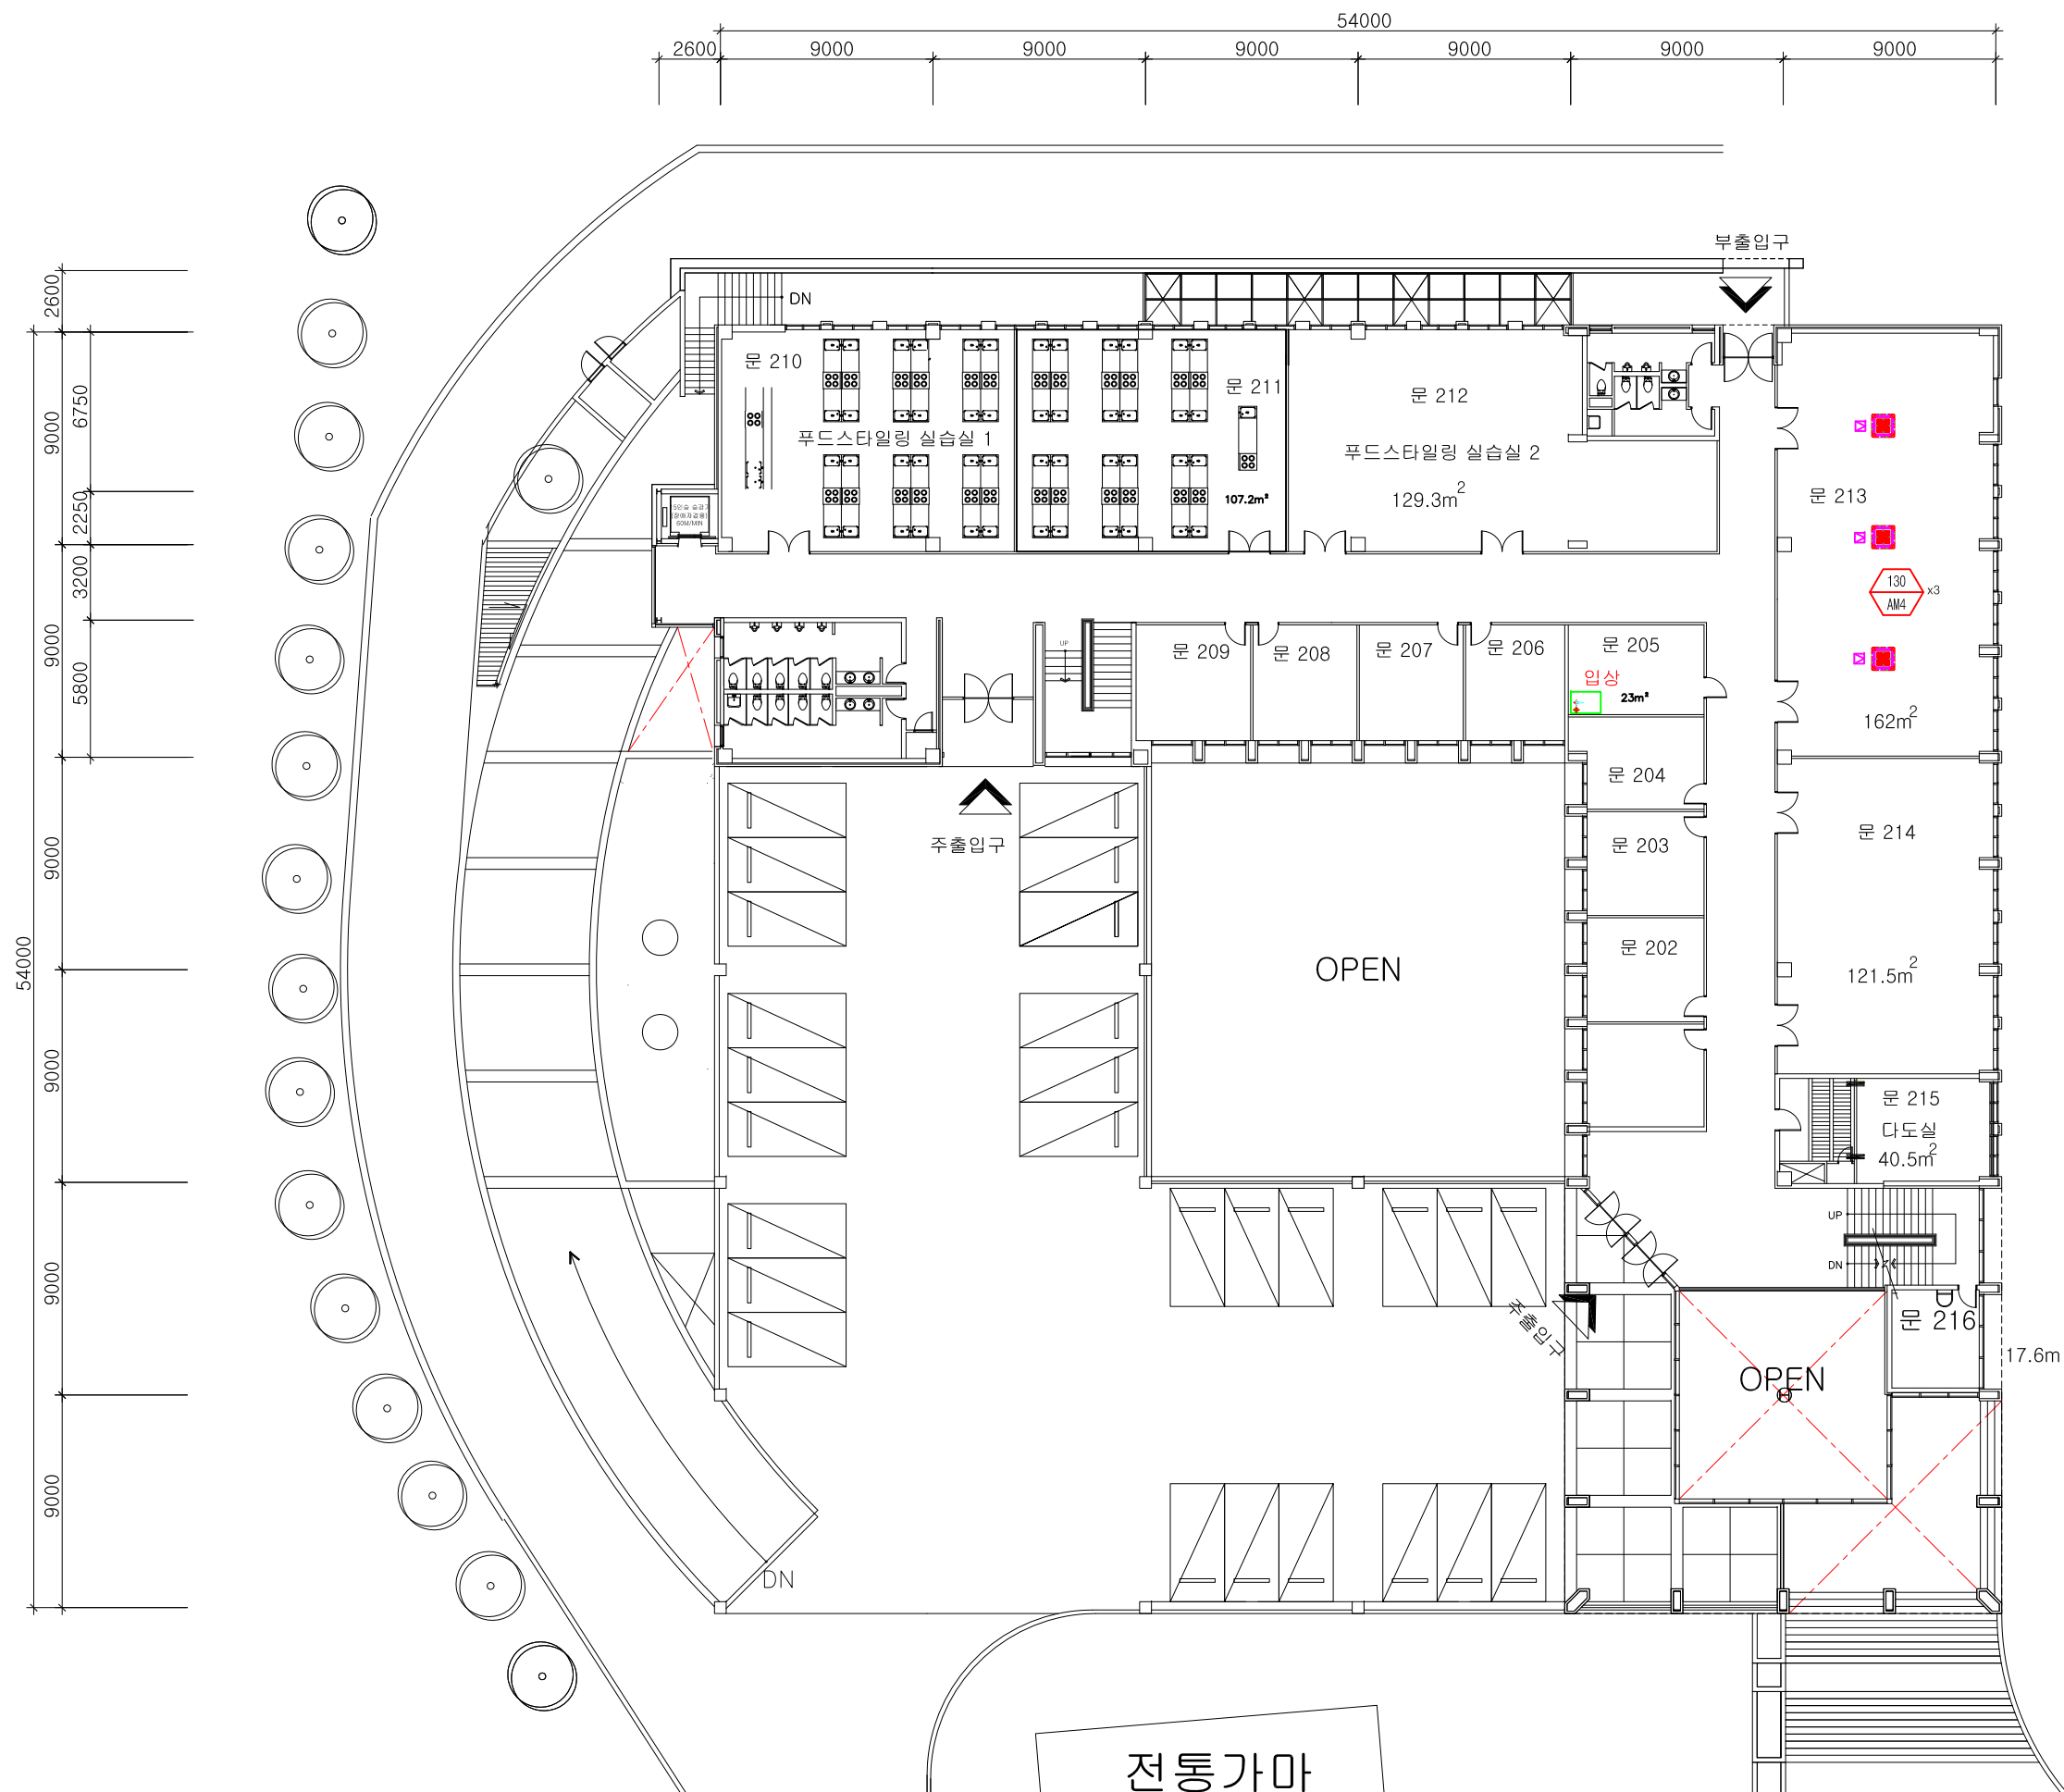 54000
2600 9000 9000 9000 9000 9000 9000
부출입구
2600
DN
문 210
문 211
문 212
9000
6750
푸드스타일링 실습실 1
푸드스타일링 실습실 2
107.2m²
129.3m²
문 213
2250
60M/MIN
3200
130
AM4
x3
9000
5800
UP
문 209
문 208
문 207
문 206
문 205
입상
23m²
162m²
문 204
주출입구
문 203
문 214
9000
문 202
OPEN
121.5m²
54000
9000
문 215
다도실
40.5m²
UP
DN
9000
주출입구
문 216
17.6m
OPEN
9000
DN
전통가마